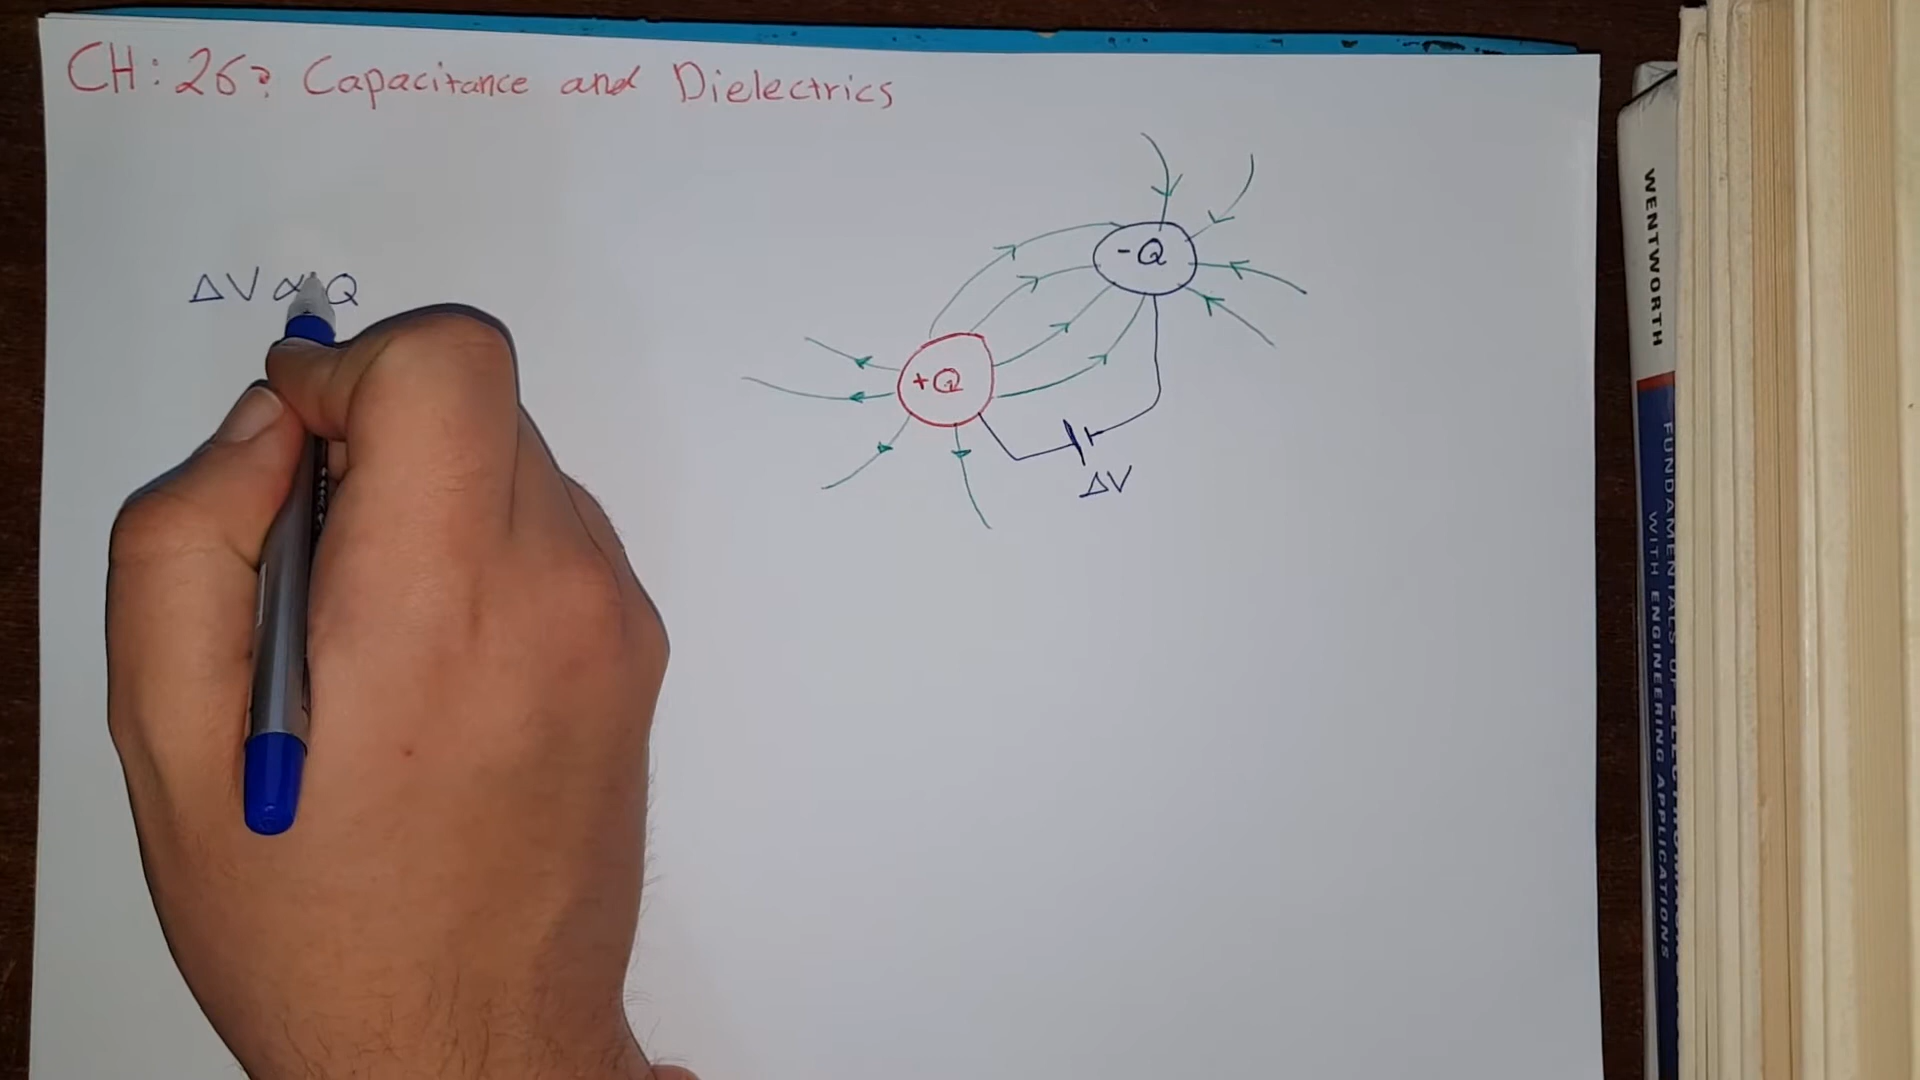 CH: 26: Capacitance and Dielectrics
ΔV ∝ Q
-Q
+Q
ΔV
WENTWORTH
FUNDAMENTALS OF ELECTROMAGNETICS
WITH ENGINEERING APPLICATIONS